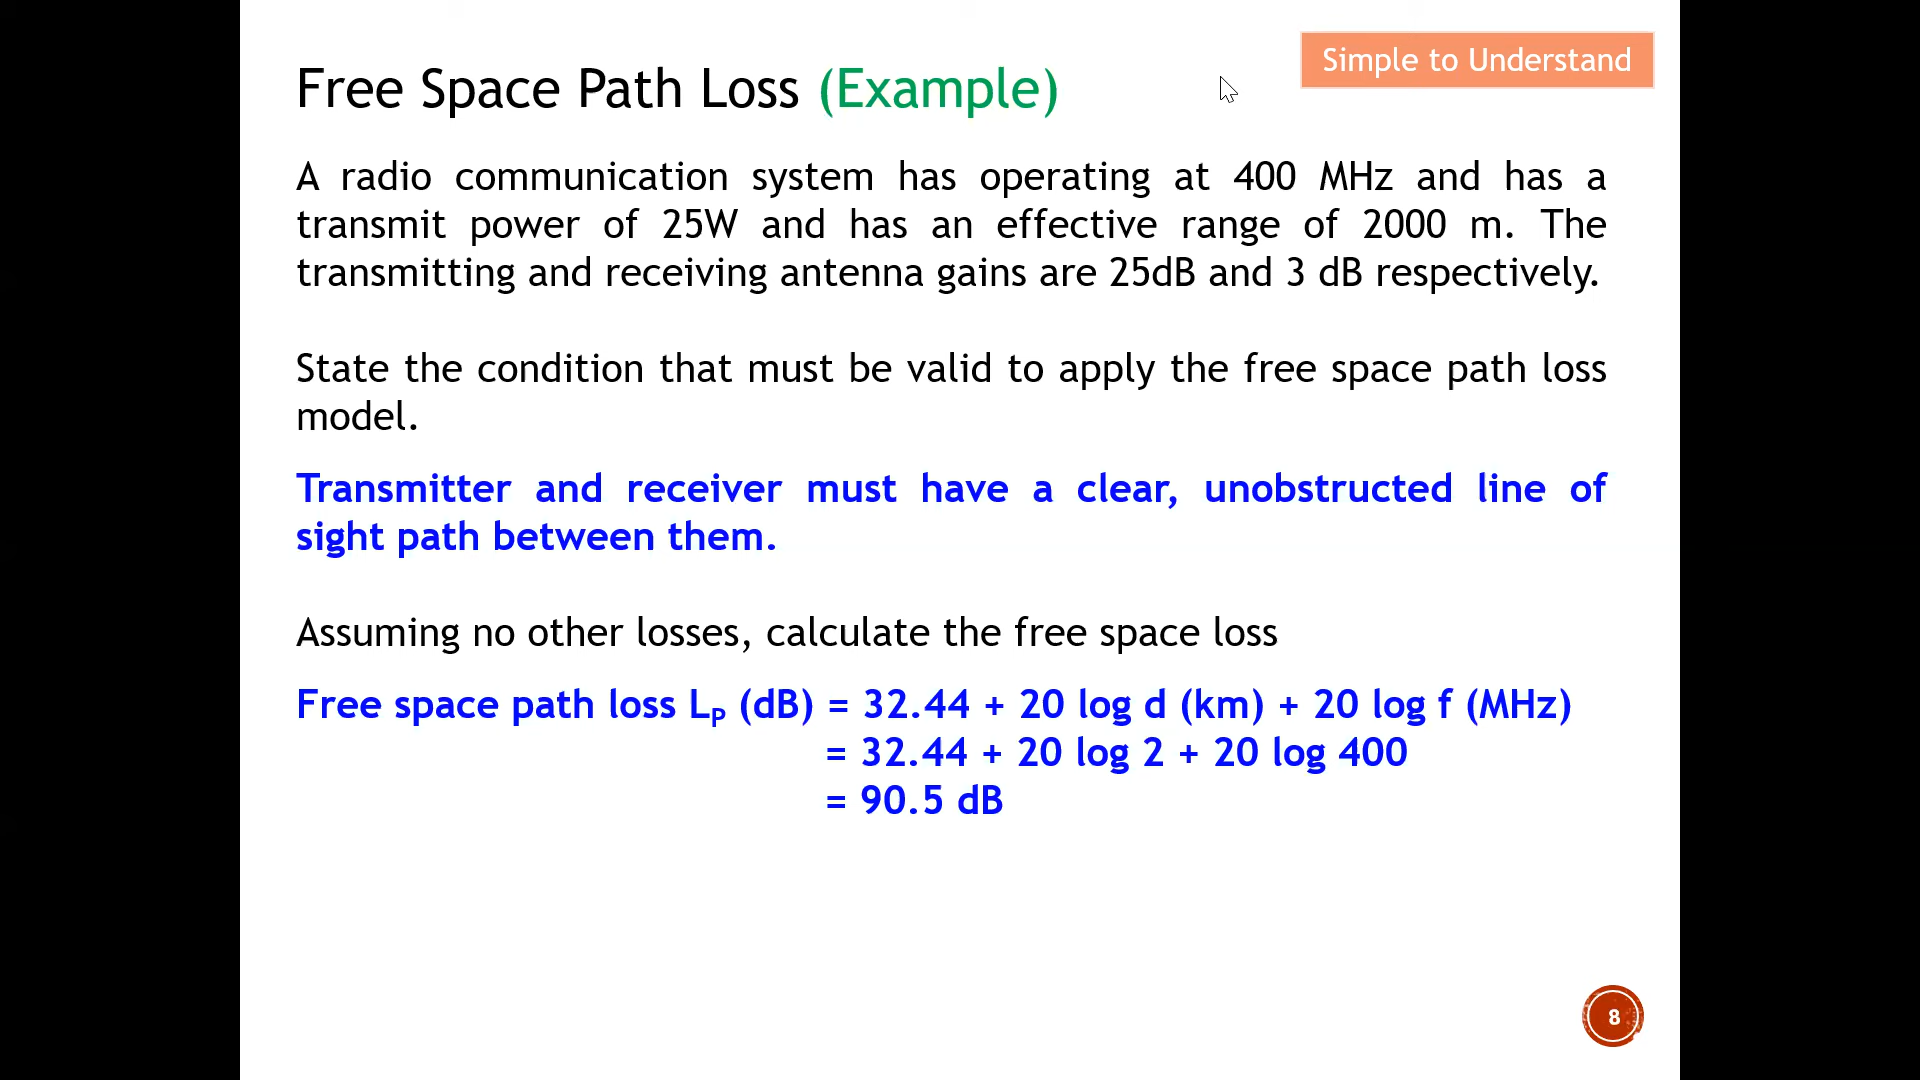 Simple to Understand
Free Space Path Loss (Example)
A radio communication system has operating at 400 MHz and has a
transmit power of 25W and has an effective range of 2000 m. The
transmitting and receiving antenna gains are 25dB and 3 dB respectively.
State the condition that must be valid to apply the free space path loss
model.
Transmitter and receiver must have a clear, unobstructed line of
sight path between them.
Assuming no other losses, calculate the free space loss
Free space path loss LP (dB) = 32.44 + 20 log d (km) + 20 log f (MHz)
= 32.44 + 20 log 2 + 20 log 400
= 90.5 dB
8